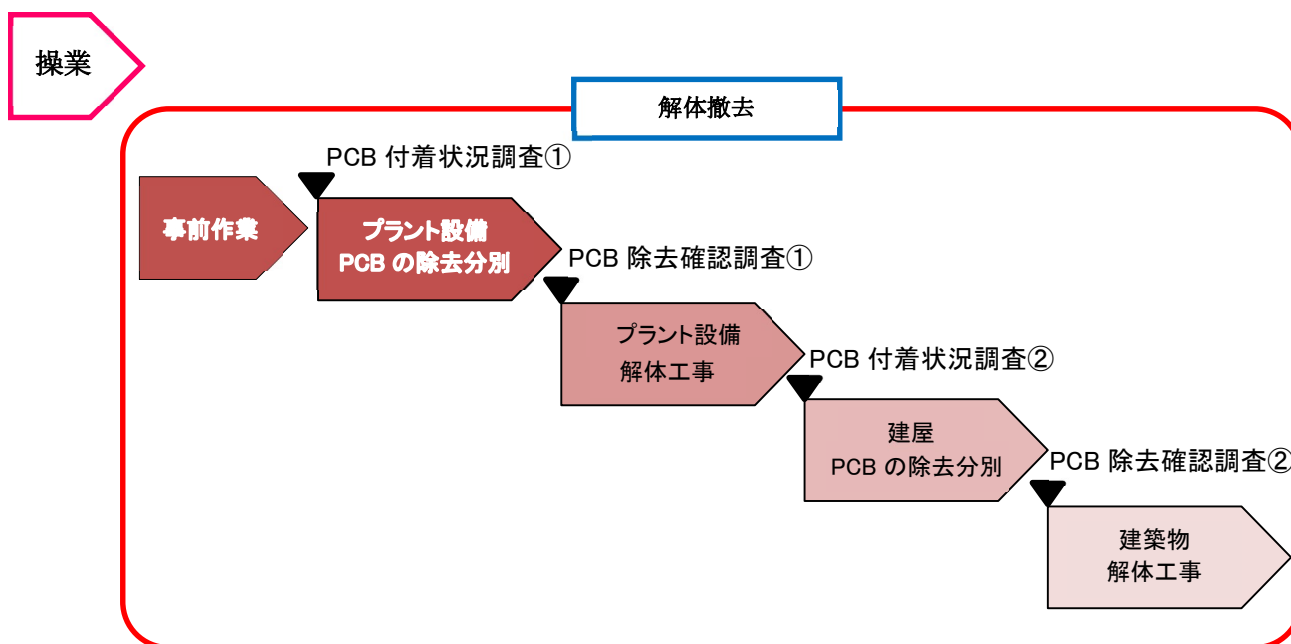 操業
解体撤去
PCB 付着状況調査①
事前作業
プラント設備
PCB の除去分別
PCB 除去確認調査①
プラント設備
解体工事
PCB 付着状況調査②
建屋
PCB の除去分別
PCB 除去確認調査②
建築物
解体工事